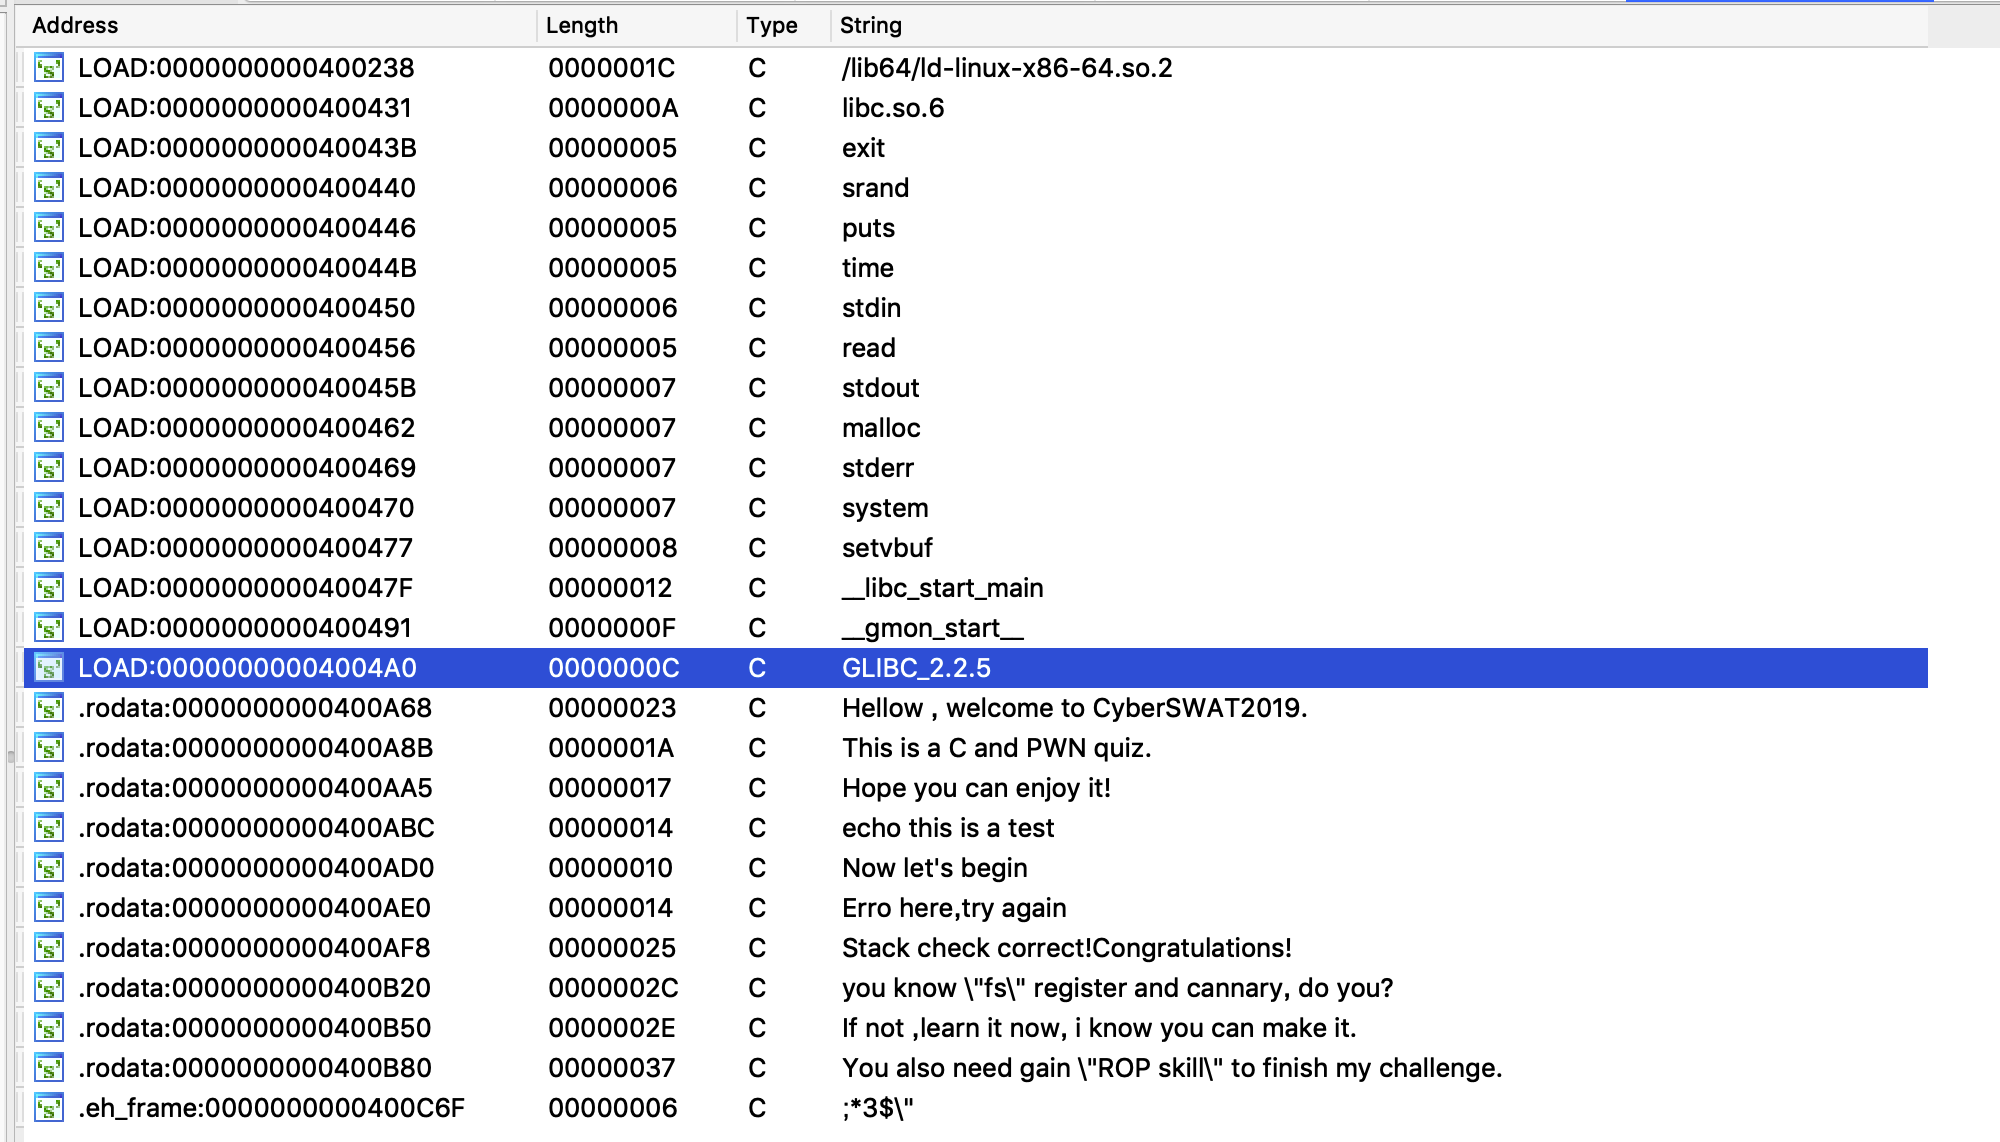 Address Length Type String
LOAD:0000000000400238 0000001C C /lib64/ld-linux-x86-64.so.2
LOAD:0000000000400431 0000000A C libc.so.6
LOAD:000000000040043B 00000005 C exit
LOAD:0000000000400440 00000006 C srand
LOAD:0000000000400446 00000005 C puts
LOAD:000000000040044B 00000005 C time
LOAD:0000000000400450 00000006 C stdin
LOAD:0000000000400456 00000005 C read
LOAD:000000000040045B 00000007 C stdout
LOAD:0000000000400462 00000007 C malloc
LOAD:0000000000400469 00000007 C stderr
LOAD:0000000000400470 00000007 C system
LOAD:0000000000400477 00000008 C setvbuf
LOAD:000000000040047F 00000012 C __libc_start_main
LOAD:0000000000400491 0000000F C __gmon_start__
LOAD:00000000004004A0 0000000C C GLIBC_2.2.5
.rodata:0000000000400A68 00000023 C Hellow , welcome to CyberSWAT2019.
.rodata:0000000000400A8B 0000001A C This is a C and PWN quiz.
.rodata:0000000000400AA5 00000017 C Hope you can enjoy it!
.rodata:0000000000400ABC 00000014 C echo this is a test
.rodata:0000000000400AD0 00000010 C Now let's begin
.rodata:0000000000400AE0 00000014 C Erro here,try again
.rodata:0000000000400AF8 00000025 C Stack check correct!Congratulations!
.rodata:0000000000400B20 0000002C C you know \"fs\" register and cannary, do you?
.rodata:0000000000400B50 0000002E C If not ,learn it now, i know you can make it.
.rodata:0000000000400B80 00000037 C You also need gain \"ROP skill\" to finish my challenge.
.eh_frame:0000000000400C6F 00000006 C ;*3$\"